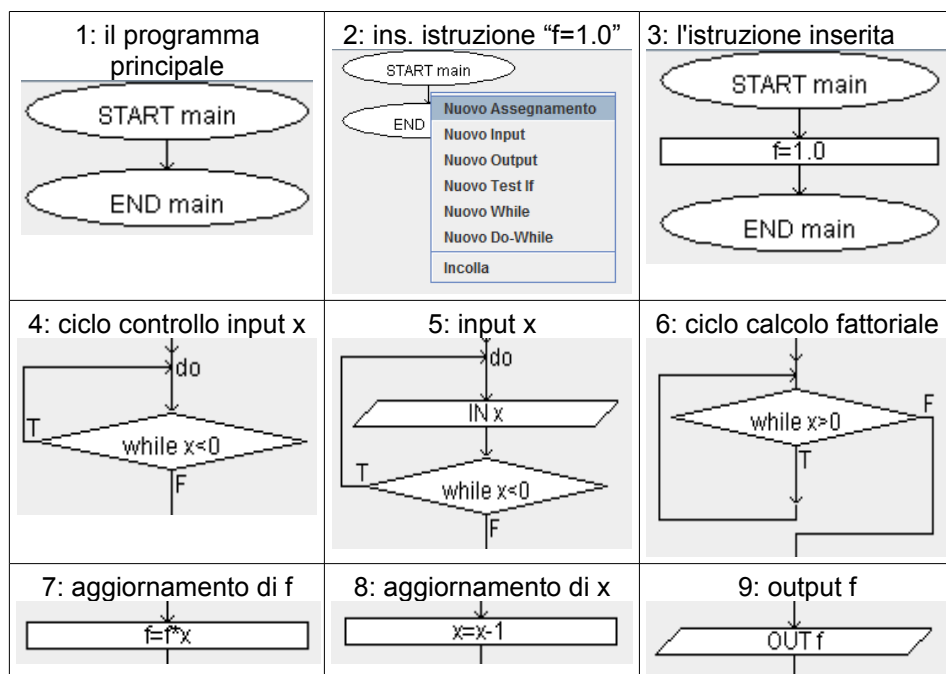 1: il programma
principale
START main
END main
2: ins. istruzione “f=1.0”
START main
END
Nuovo Assegnamento
Nuovo Input
Nuovo Output
Nuovo Test If
Nuovo While
Nuovo Do-While
Incolla
3: l'istruzione inserita
START main
f=1.0
END main
4: ciclo controllo input x
do
T
while x<0
F
5: input x
do
IN x
T
while x<0
F
6: ciclo calcolo fattoriale
F
while x>0
T
7: aggiornamento di f
f=f*x
8: aggiornamento di x
x=x-1
9: output f
OUT f